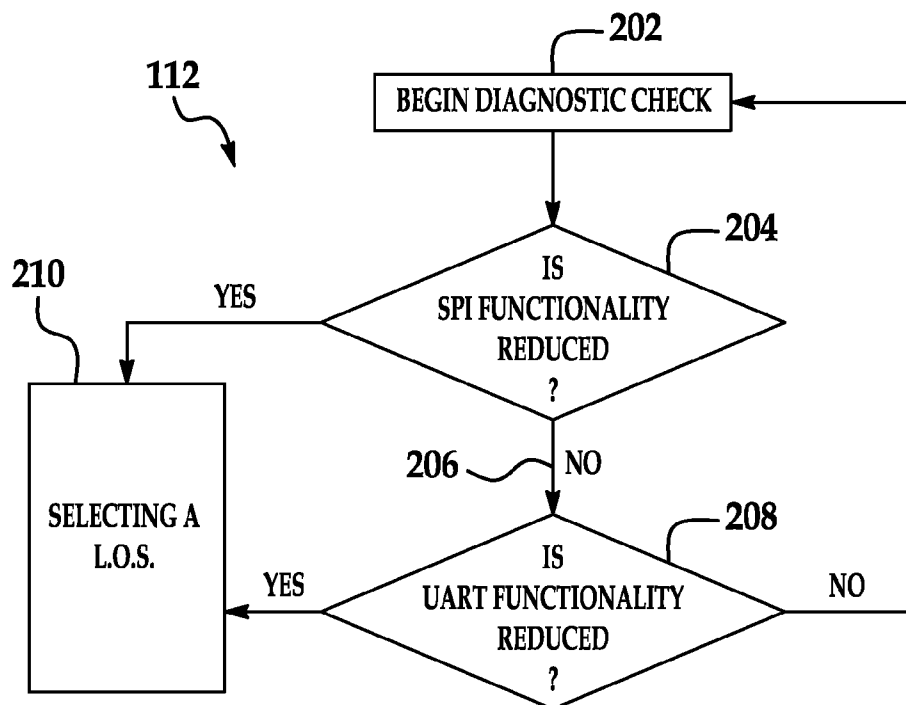 202
112
BEGIN DIAGNOSTIC CHECK
204
IS
SPI FUNCTIONALITY
REDUCED
?
YES
210
206
NO
SELECTING A
L.O.S.
208
IS
UART FUNCTIONALITY
REDUCED
?
YES
NO